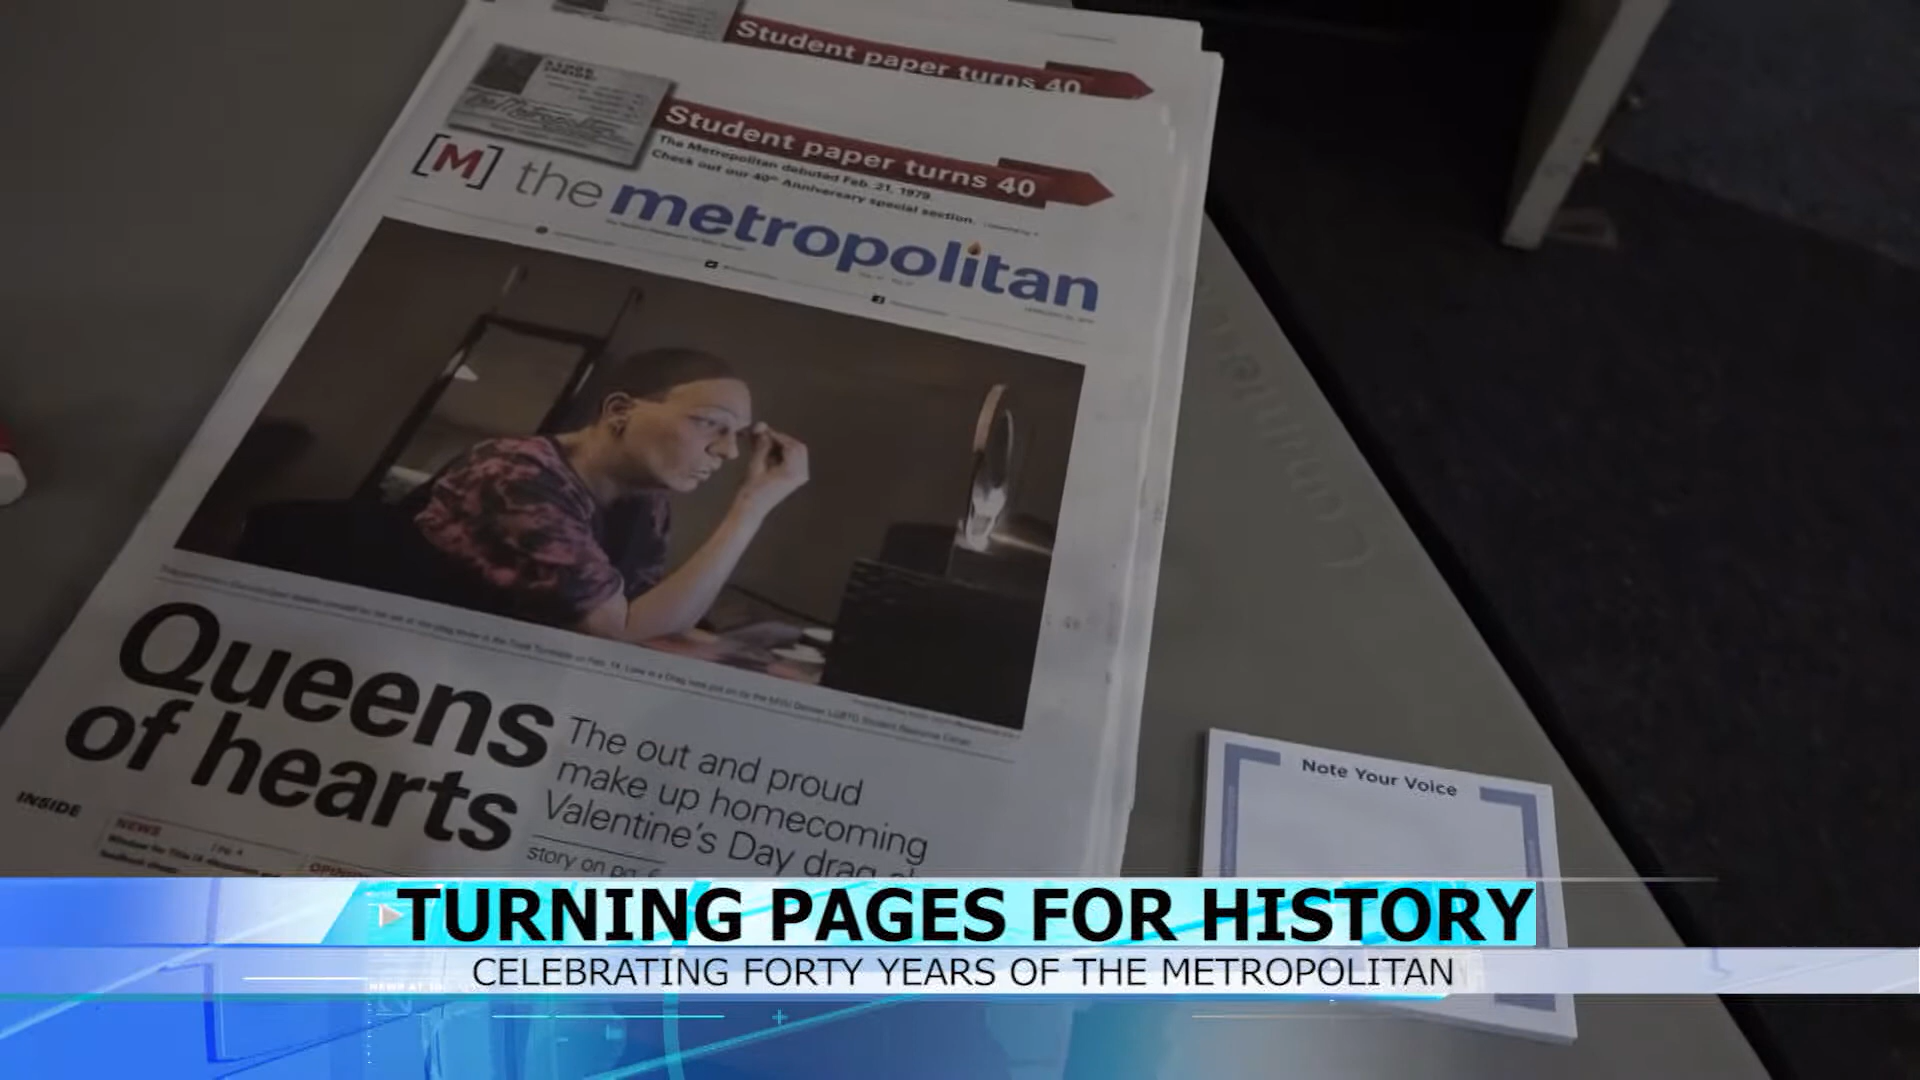 Student paper turns 40
Student paper turns 40
The Metropolitan debuted Feb. 21, 1979.
Check out our 40th Anniversary special section.
[M] the metropolitan
Queens
of hearts
The out and proud
make up homecoming
Valentine's Day drag
story on pg.
INSIDE
NEWS
Note Your Voice
TURNING PAGES FOR HISTORY
CELEBRATING FORTY YEARS OF THE METROPOLITAN